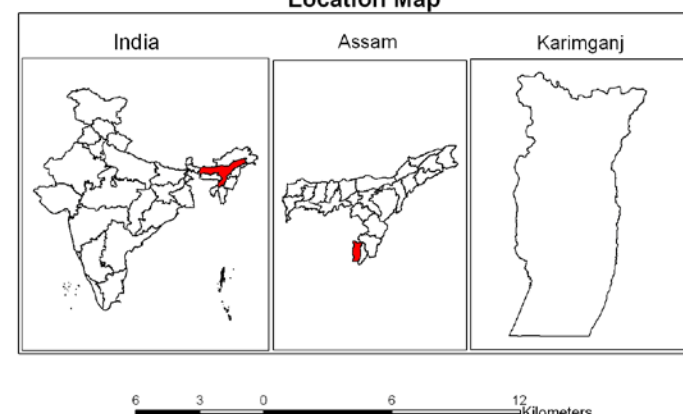 Location Map
India
Assam
Karimganj
6 3 0 6 12
Kilometers